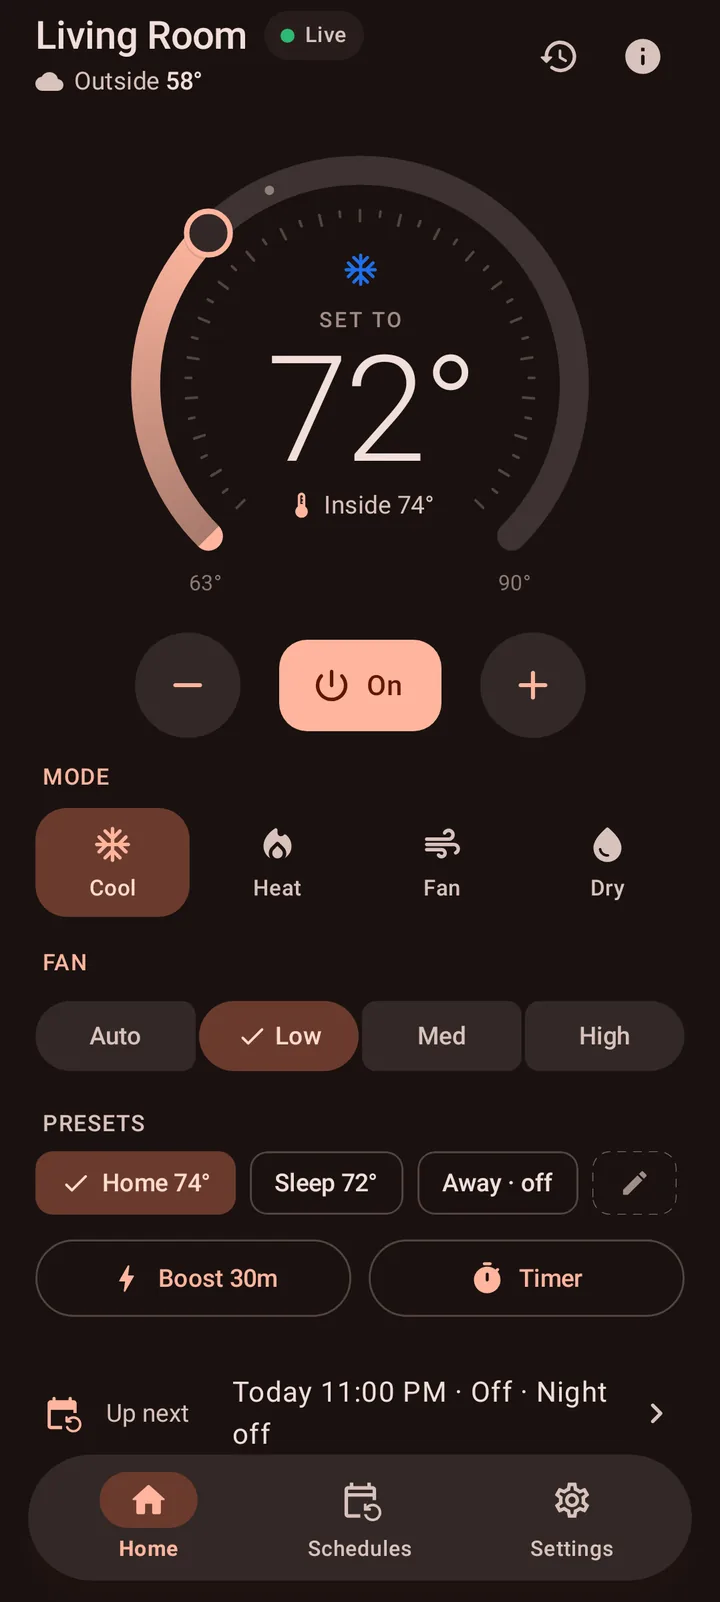 Living Room
Live
Outside 58°
SET TO
72°
Inside 74°
63°
90°
On
MODE
Cool
Heat
Fan
Dry
FAN
Auto
Low
Med
High
PRESETS
Home 74°
Sleep 72°
Away · off
Boost 30m
Timer
Up next
Today 11:00 PM · Off · Night
off
Home
Schedules
Settings